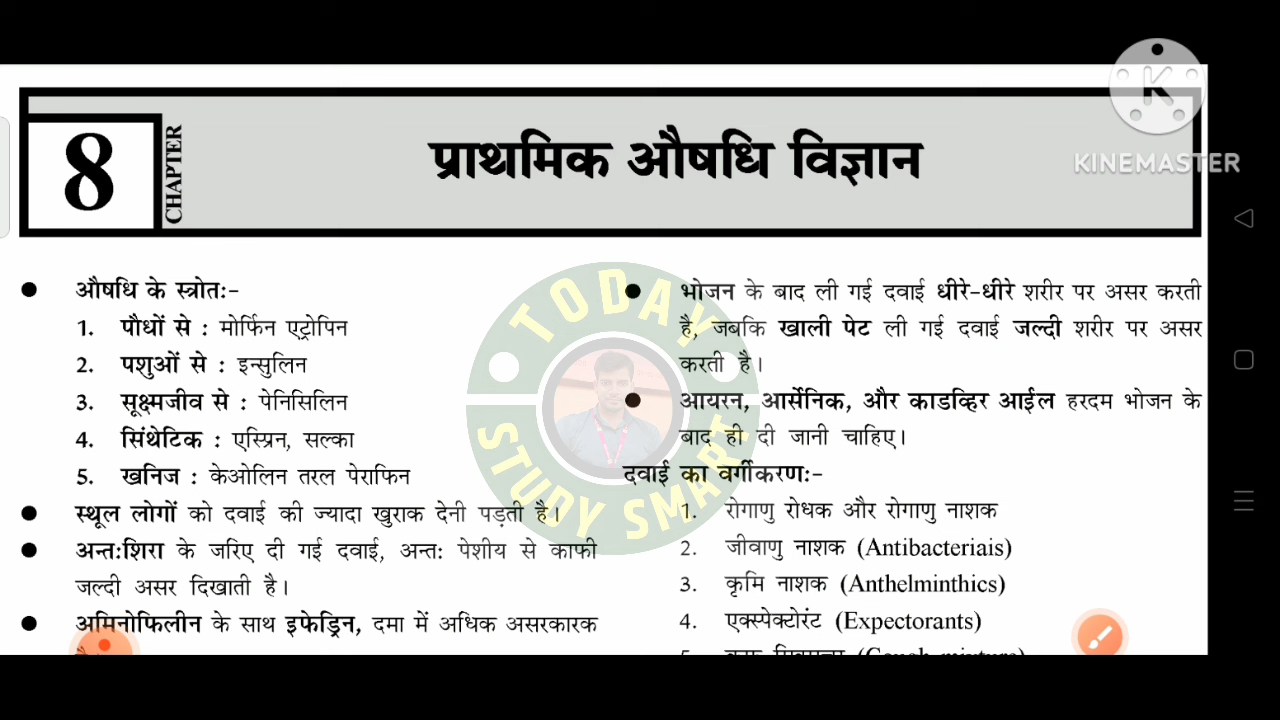 8
CHAPTER
प्राथमिक औषधि विज्ञान
KINEMASTER
● औषधि के स्त्रोतः-
1. पौधों से : मोर्फिन एट्रोपिन
2. पशुओं से : इन्सुलिन
3. सूक्ष्मजीव से : पेनिसिलिन
4. सिंथेटिक : एस्प्रिन, सल्का
5. खनिज : केओलिन तरल पेराफिन
● स्थूल लोगों को दवाई की ज्यादा खुराक देनी पड़ती है।
● अन्तःशिरा के जरिए दी गई दवाई, अन्तः पेशीय से काफी
जल्दी असर दिखाती है।
● अमिनोफिलीन के साथ इफेड्रिन, दमा में अधिक असरकारक
● भोजन के बाद ली गई दवाई धीरे-धीरे शरीर पर असर करती
है, जबकि खाली पेट ली गई दवाई जल्दी शरीर पर असर
करती है।
● आयरन, आर्सेनिक, और काडव्हिर आईल हरदम भोजन के
बाद ही दी जानी चाहिए।
दवाई का वर्गीकरणः-
1. रोगाणु रोधक और रोगाणु नाशक
2. जीवाणु नाशक (Antibacteriais)
3. कृमि नाशक (Anthelminthics)
4. एक्स्पेक्टोरंट (Expectorants)
TODAY
STUDY SMART